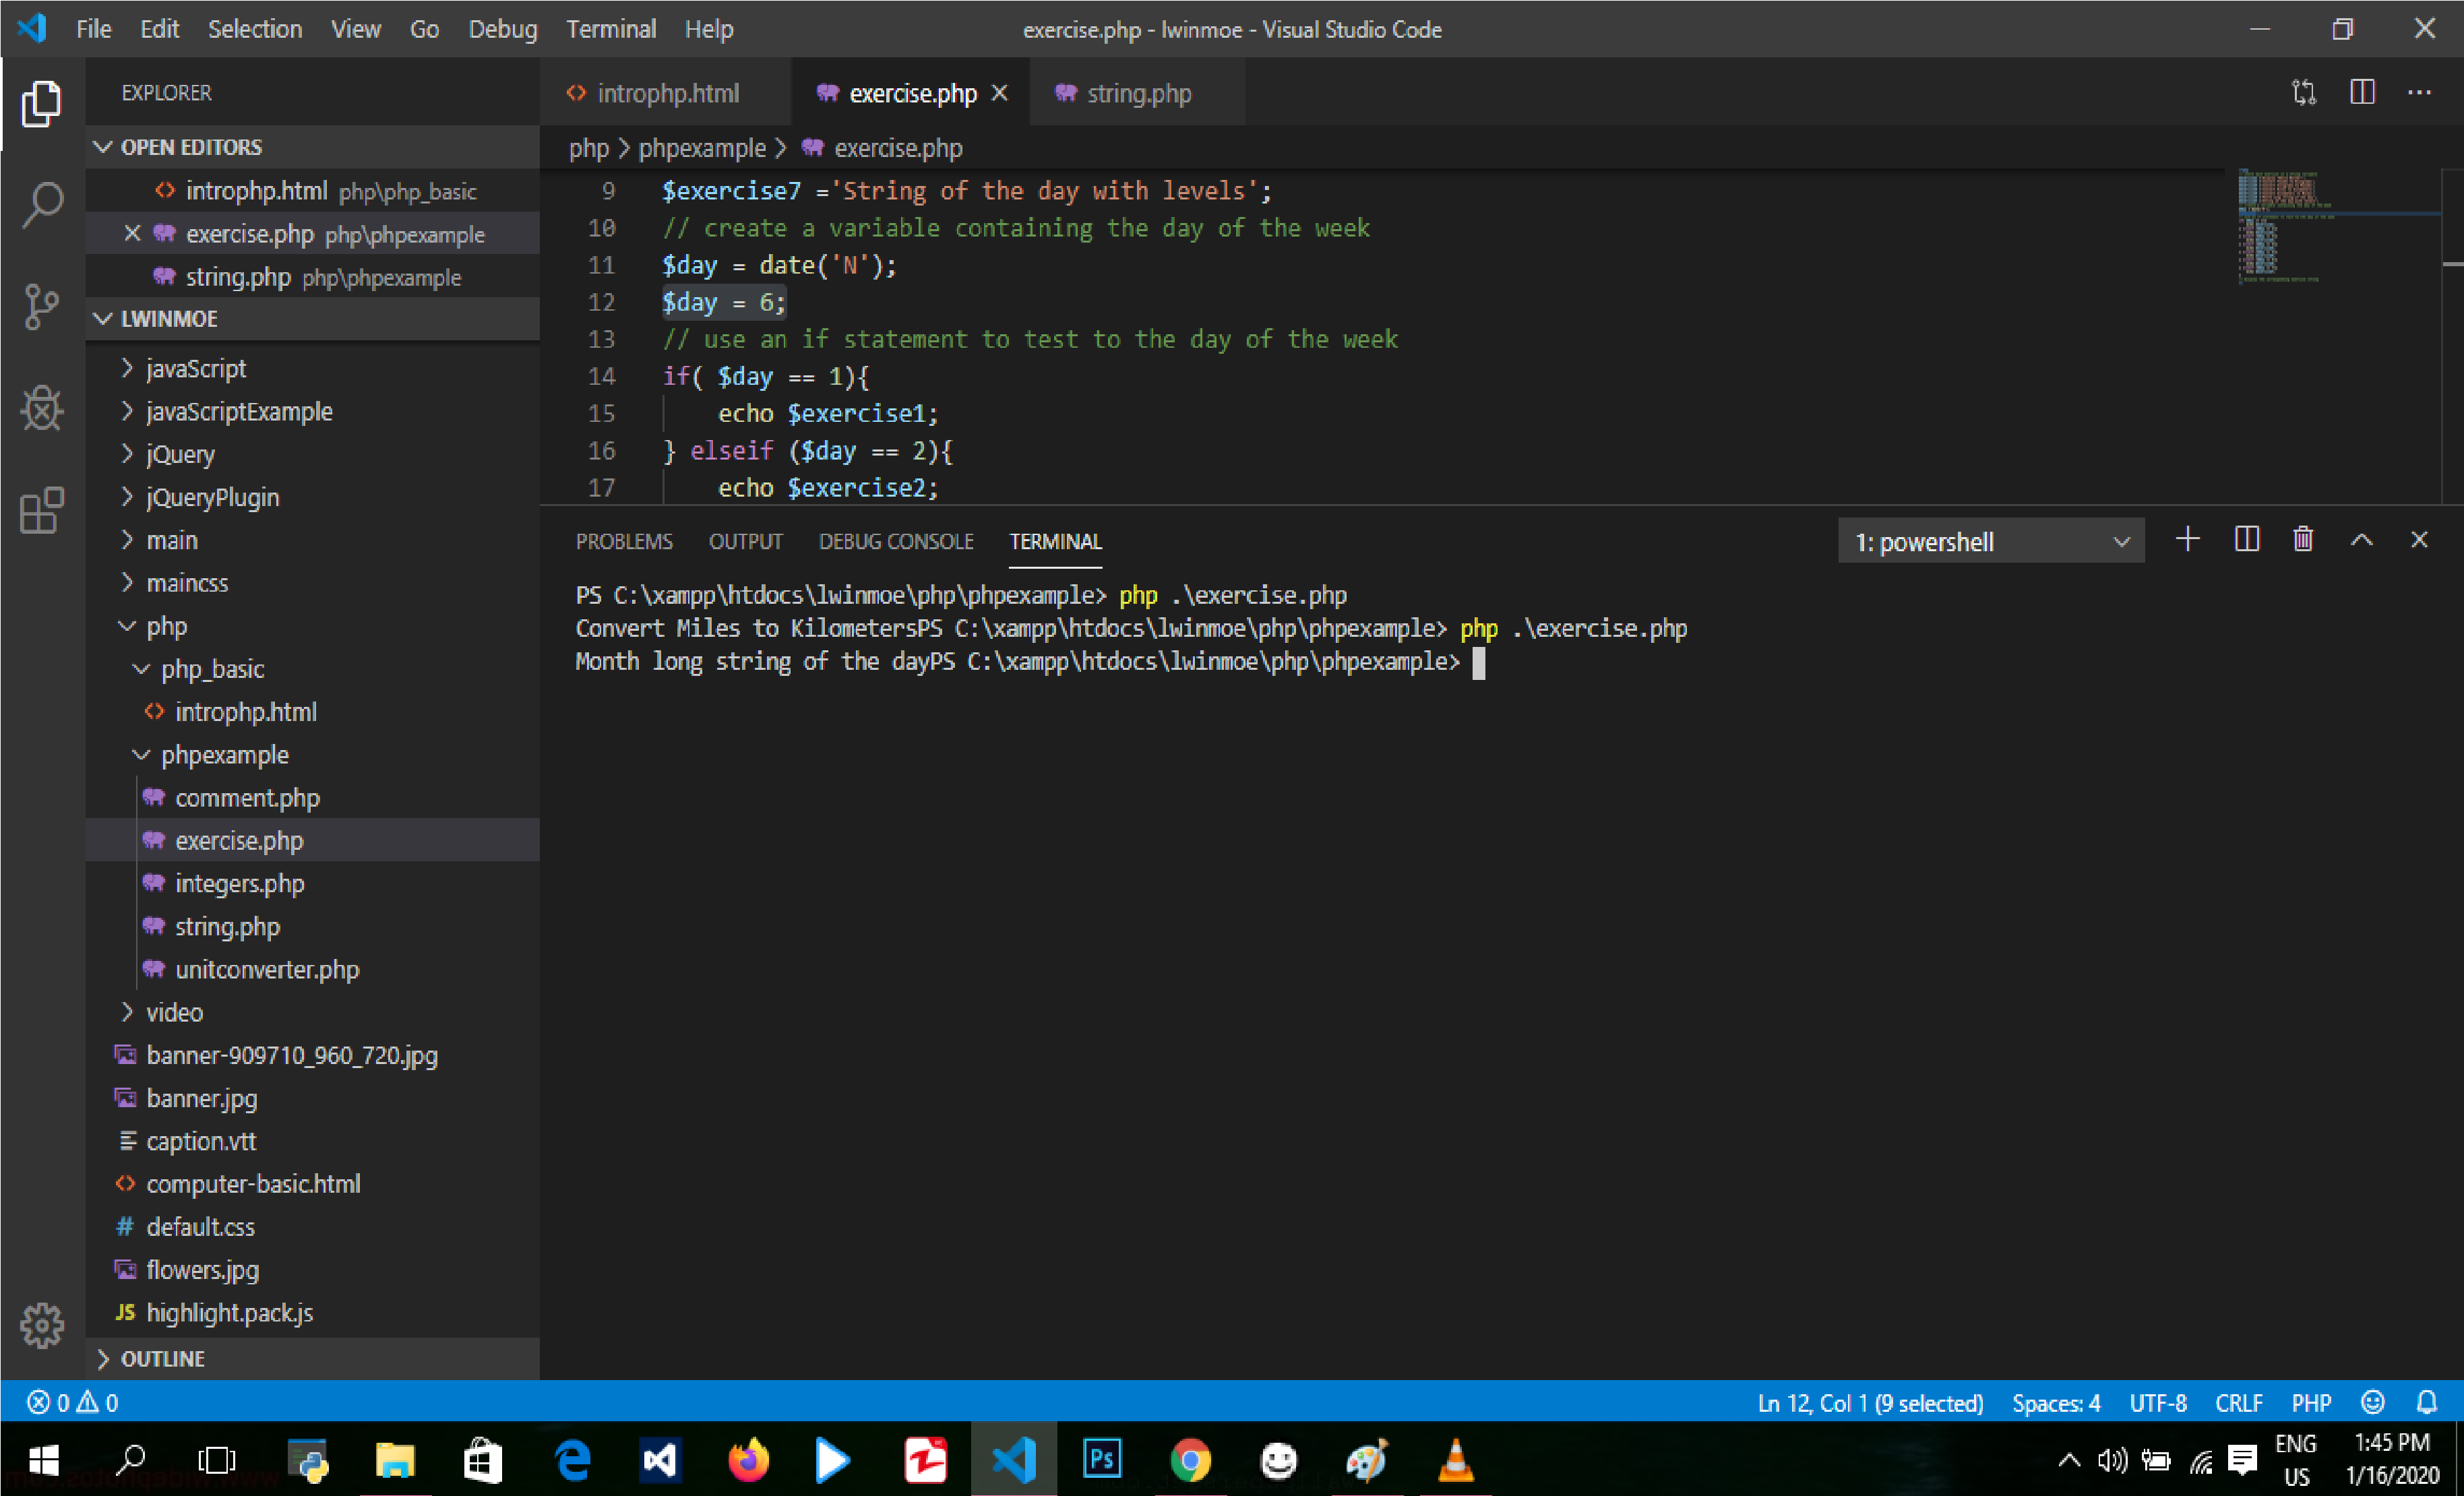 File Edit Selection View Go Debug Terminal Help
exercise.php - lwinmoe - Visual Studio Code
EXPLORER
OPEN EDITORS
introphp.html php\php_basic
exercise.php php\phpexample
string.php php\phpexample
LWINMOE
javaScript
javaScriptExample
jQuery
jQueryPlugin
main
maincss
php
php_basic
introphp.html
phpexample
comment.php
exercise.php
integers.php
string.php
unitconverter.php
video
banner-909710_960_720.jpg
banner.jpg
caption.vtt
# default.css
computer-basic.html
flowers.jpg
JS highlight.pack.js
OUTLINE
introphp.html exercise.php string.php
php > phpexample > exercise.php
9 $exercise7 ='String of the day with levels';
10 // create a variable containing the day of the week
11 $day = date('N');
12 $day = 6;
13 // use an if statement to test to the day of the week
14 if( $day == 1){
15 echo $exercise1;
16 } elseif ($day == 2){
17 echo $exercise2;
PROBLEMS OUTPUT DEBUG CONSOLE TERMINAL
1: powershell
PS C:\xampp\htdocs\lwinmoe\php\phpexample> php .\exercise.php
Convert Miles to KilometersPS C:\xampp\htdocs\lwinmoe\php\phpexample> php .\exercise.php
Month long string of the dayPS C:\xampp\htdocs\lwinmoe\php\phpexample>
0 0
Ln 12, Col 1 (9 selected) Spaces: 4 UTF-8 CRLF PHP
Ps
ENG
US
1:45 PM
1/16/2020